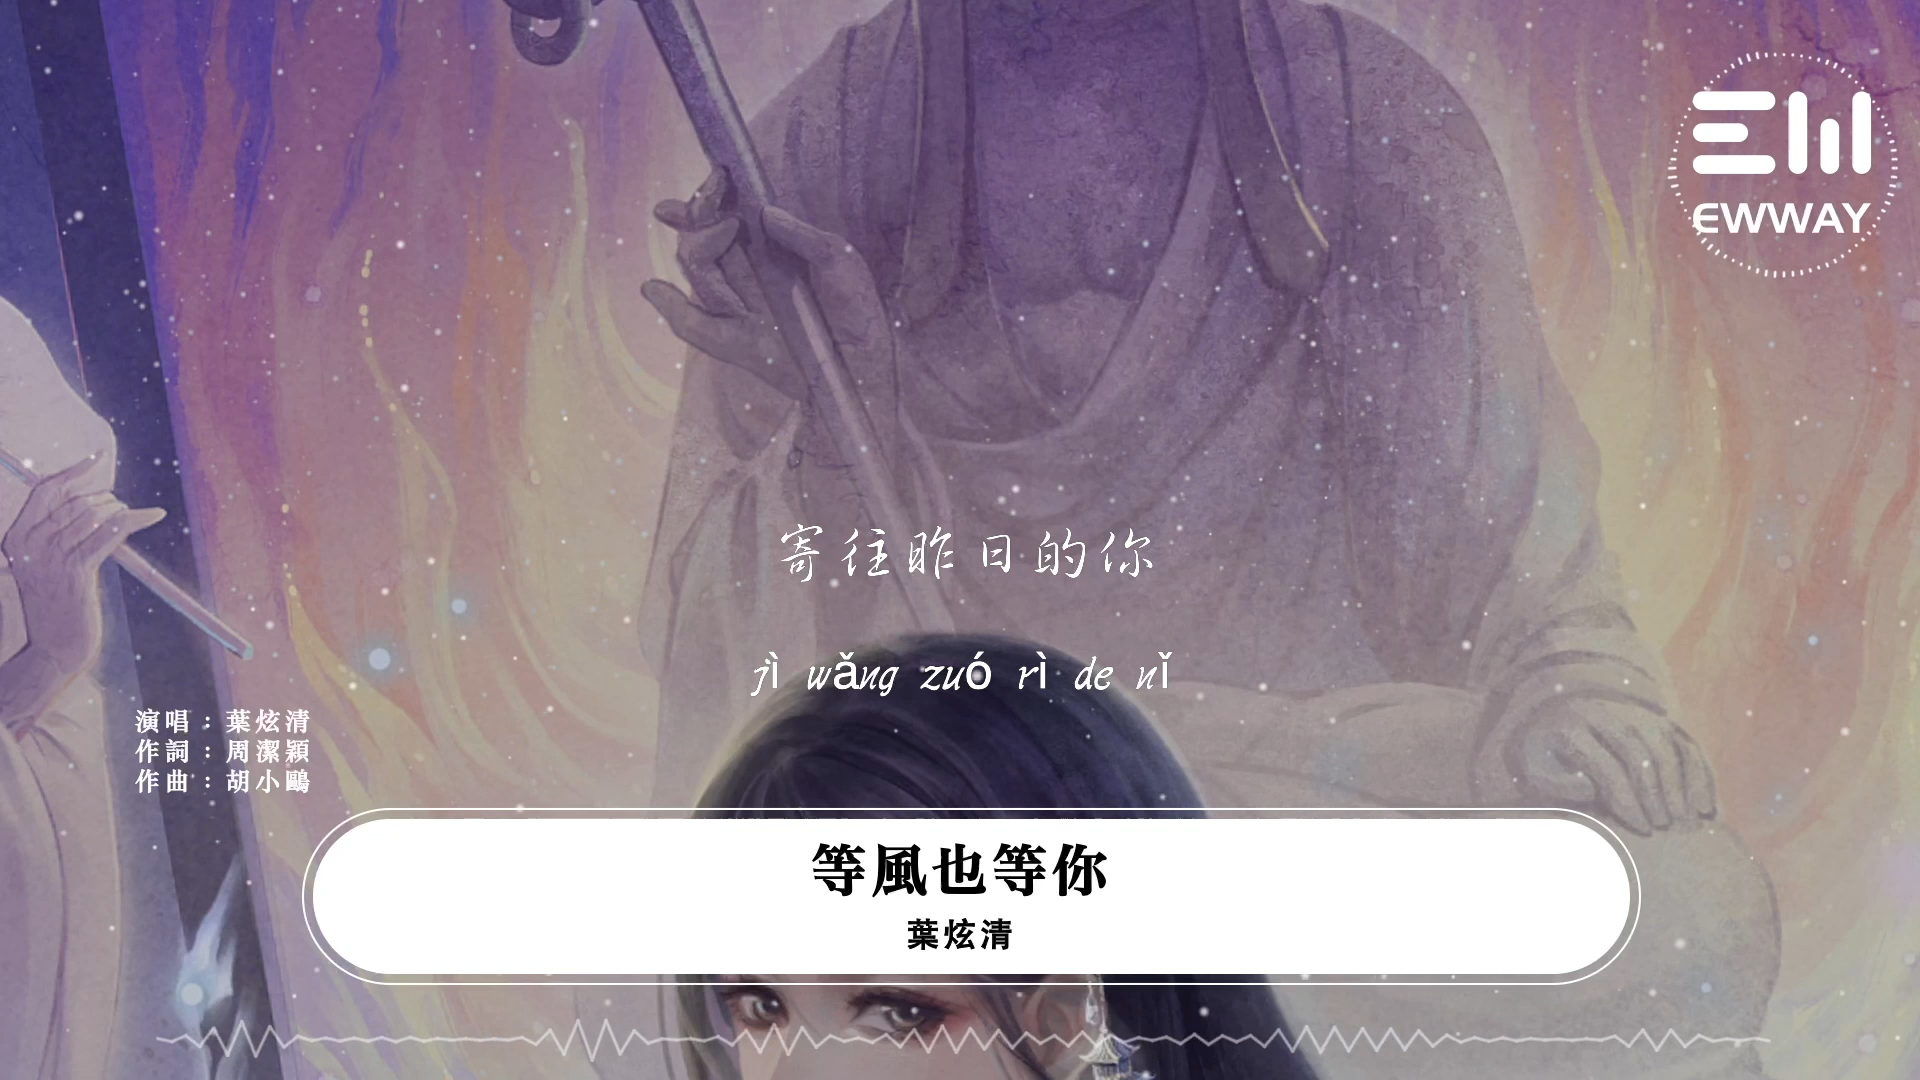 EW
EWWAY
寄往昨日的你
jì wǎng zuó rì de nǐ
演唱：葉炫清
作詞：周潔穎
作曲：胡小鷗
等風也等你
葉炫清